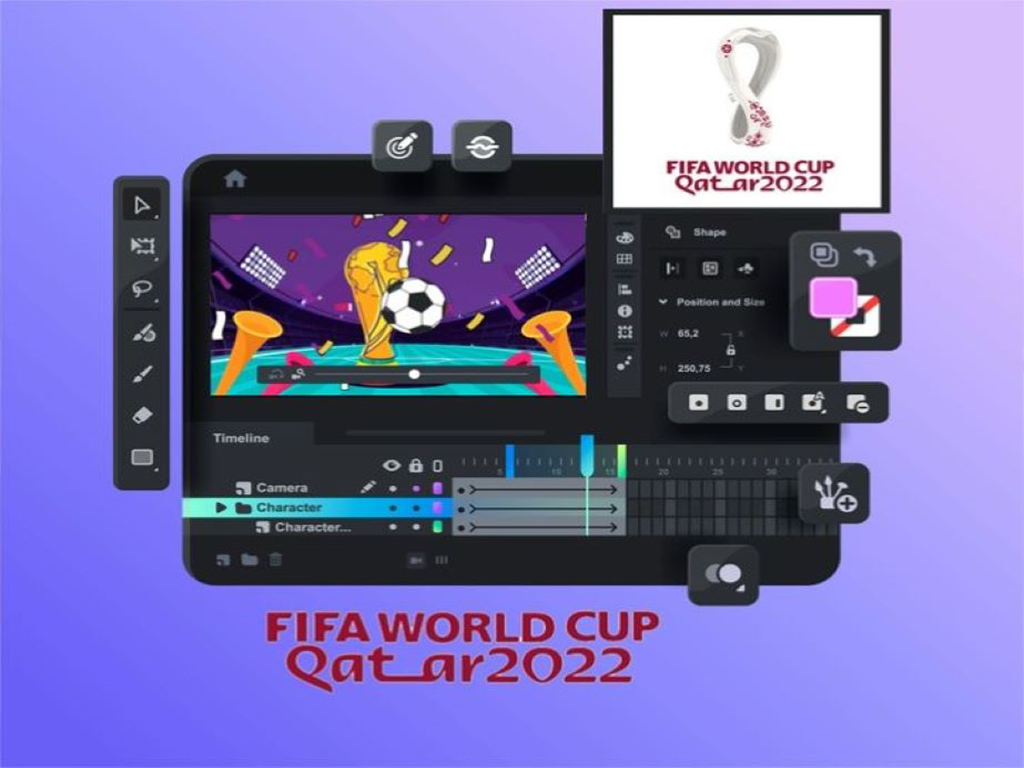 FIFA WORLD CUP
Qatar2022
Shape
Position and Size
W 65,2 X
H 250,75 Y
Timeline
5 10 15 20 25 30
Camera
Character
Character...
FIFA WORLD CUP
Qatar2022